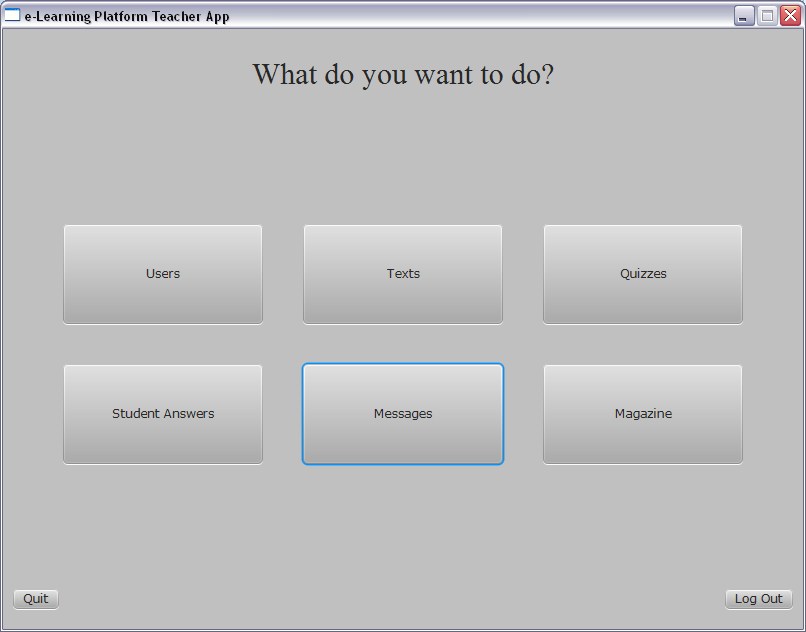 e-Learning Platform Teacher App
What do you want to do?
Users
Texts
Quizzes
Student Answers
Messages
Magazine
Quit
Log Out